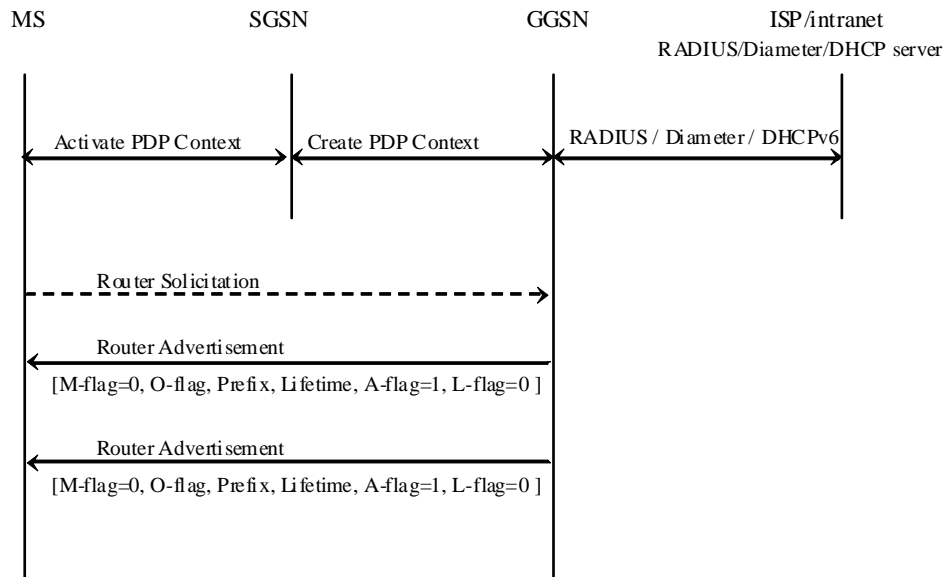 MS
SGSN
GGSN
ISP/intranet
RADIUS/Diameter/DHCP server
Activate PDP Context
Create PDP Context
RADIUS / Diameter / DHCPv6
Router Solicitation
Router Advertisement
[M-flag=0, O-flag, Prefix, Lifetime, A-flag=1, L-flag=0 ]
Router Advertisement
[M-flag=0, O-flag, Prefix, Lifetime, A-flag=1, L-flag=0 ]